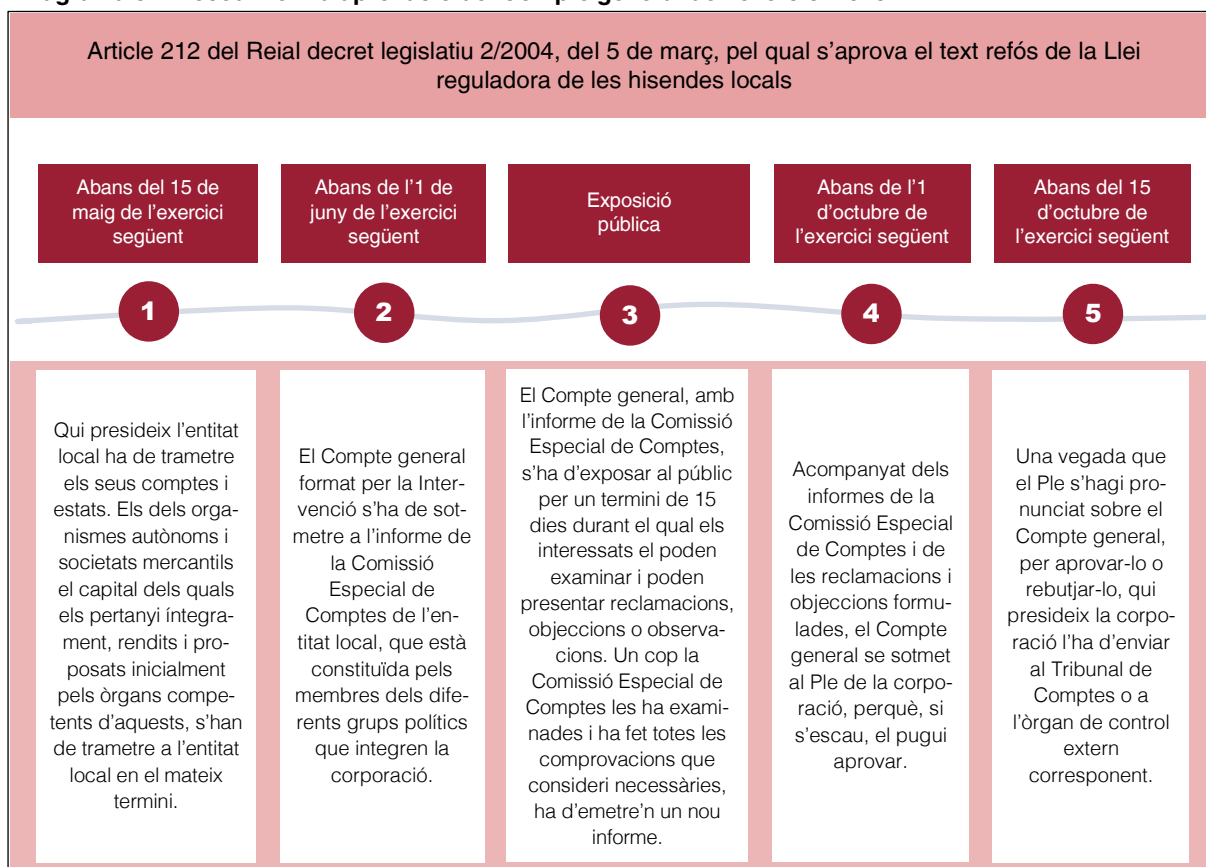 Article 212 del Reial decret legislatiu 2/2004, del 5 de març, pel qual s’aprova el text refós de la Llei
reguladora de les hisendes locals
Abans del 15 de
maig de l’exercici
següent
Abans de l’1 de
juny de l’exercici
següent
Exposició
pública
Abans de l’1
d’octubre de
l’exercici següent
Abans del 15
d’octubre de
l’exercici següent
1
2
3
4
5
Qui presideix l’entitat
local ha de trametre
els seus comptes i
estats. Els dels orga-
nismes autònoms i
societats mercantils
el capital dels quals
els pertanyi íntegra-
ment, rendits i pro-
posats inicialment
pels òrgans compe-
tents d’aquests, s’han
de trametre a l’entitat
local en el mateix
termini.
El Compte general
format per la Inter-
venció s’ha de sot-
metre a l’informe de
la Comissió
Especial de
Comptes de l’en-
titat local, que està
constituïda pels
membres dels dife-
rents grups polítics
que integren la
corporació.
El Compte general, amb
l’informe de la Comissió
Especial de Comptes,
s’ha d’exposar al públic
per un termini de 15
dies durant el qual els
interessats el poden
examinar i poden
presentar reclamacions,
objeccions o observa-
cions. Un cop la
Comissió Especial de
Comptes les ha exami-
nades i ha fet totes les
comprovacions que
consideri necessàries,
ha d’emetre’n un nou
informe.
Acompanyat dels
informes de la
Comissió Especial
de Comptes i de
les reclamacions i
objeccions formu-
lades, el Compte
general se sotmet
al Ple de la corpo-
ració, perquè, si
s’escau, el pugui
aprovar.
Una vegada que
el Ple s’hagi pro-
nunciat sobre el
Compte general,
per aprovar-lo o
rebutjar-lo, qui
presideix la corpo-
ració l’ha d’enviar
al Tribunal de
Comptes o a
l’òrgan de control
extern
corresponent.